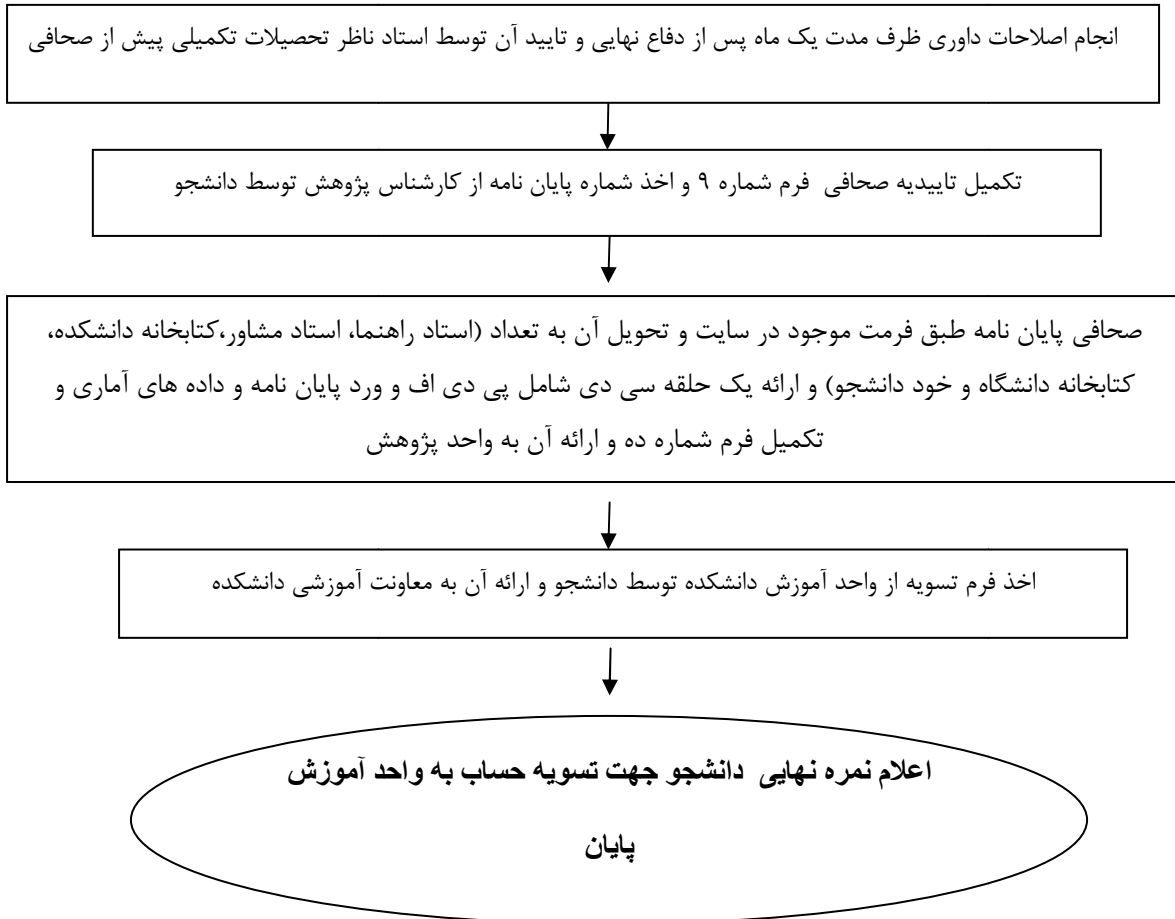 انجام اصلاحات داوری ظرف مدت یک ماه پس از دفاع نهایی و تایید آن توسط استاد ناظر تحصیلات تکمیلی پیش از صحافی
تکمیل تاییدیه صحافی فرم شماره ۹ و اخذ شماره پایان نامه از کارشناس پژوهش توسط دانشجو
صحافی پایان نامه طبق فرمت موجود در سایت و تحویل آن به تعداد (استاد راهنما، استاد مشاور،کتابخانه دانشکده،
کتابخانه دانشگاه و خود دانشجو) و ارائه یک حلقه سی دی شامل پی دی اف و ورد پایان نامه و داده های آماری و
تکمیل فرم شماره ده و ارائه آن به واحد پژوهش
اخذ فرم تسویه از واحد آموزش دانشکده توسط دانشجو و ارائه آن به معاونت آموزشی دانشکده
اعلام نمره نهایی دانشجو جهت تسویه حساب به واحد آموزش
پایان